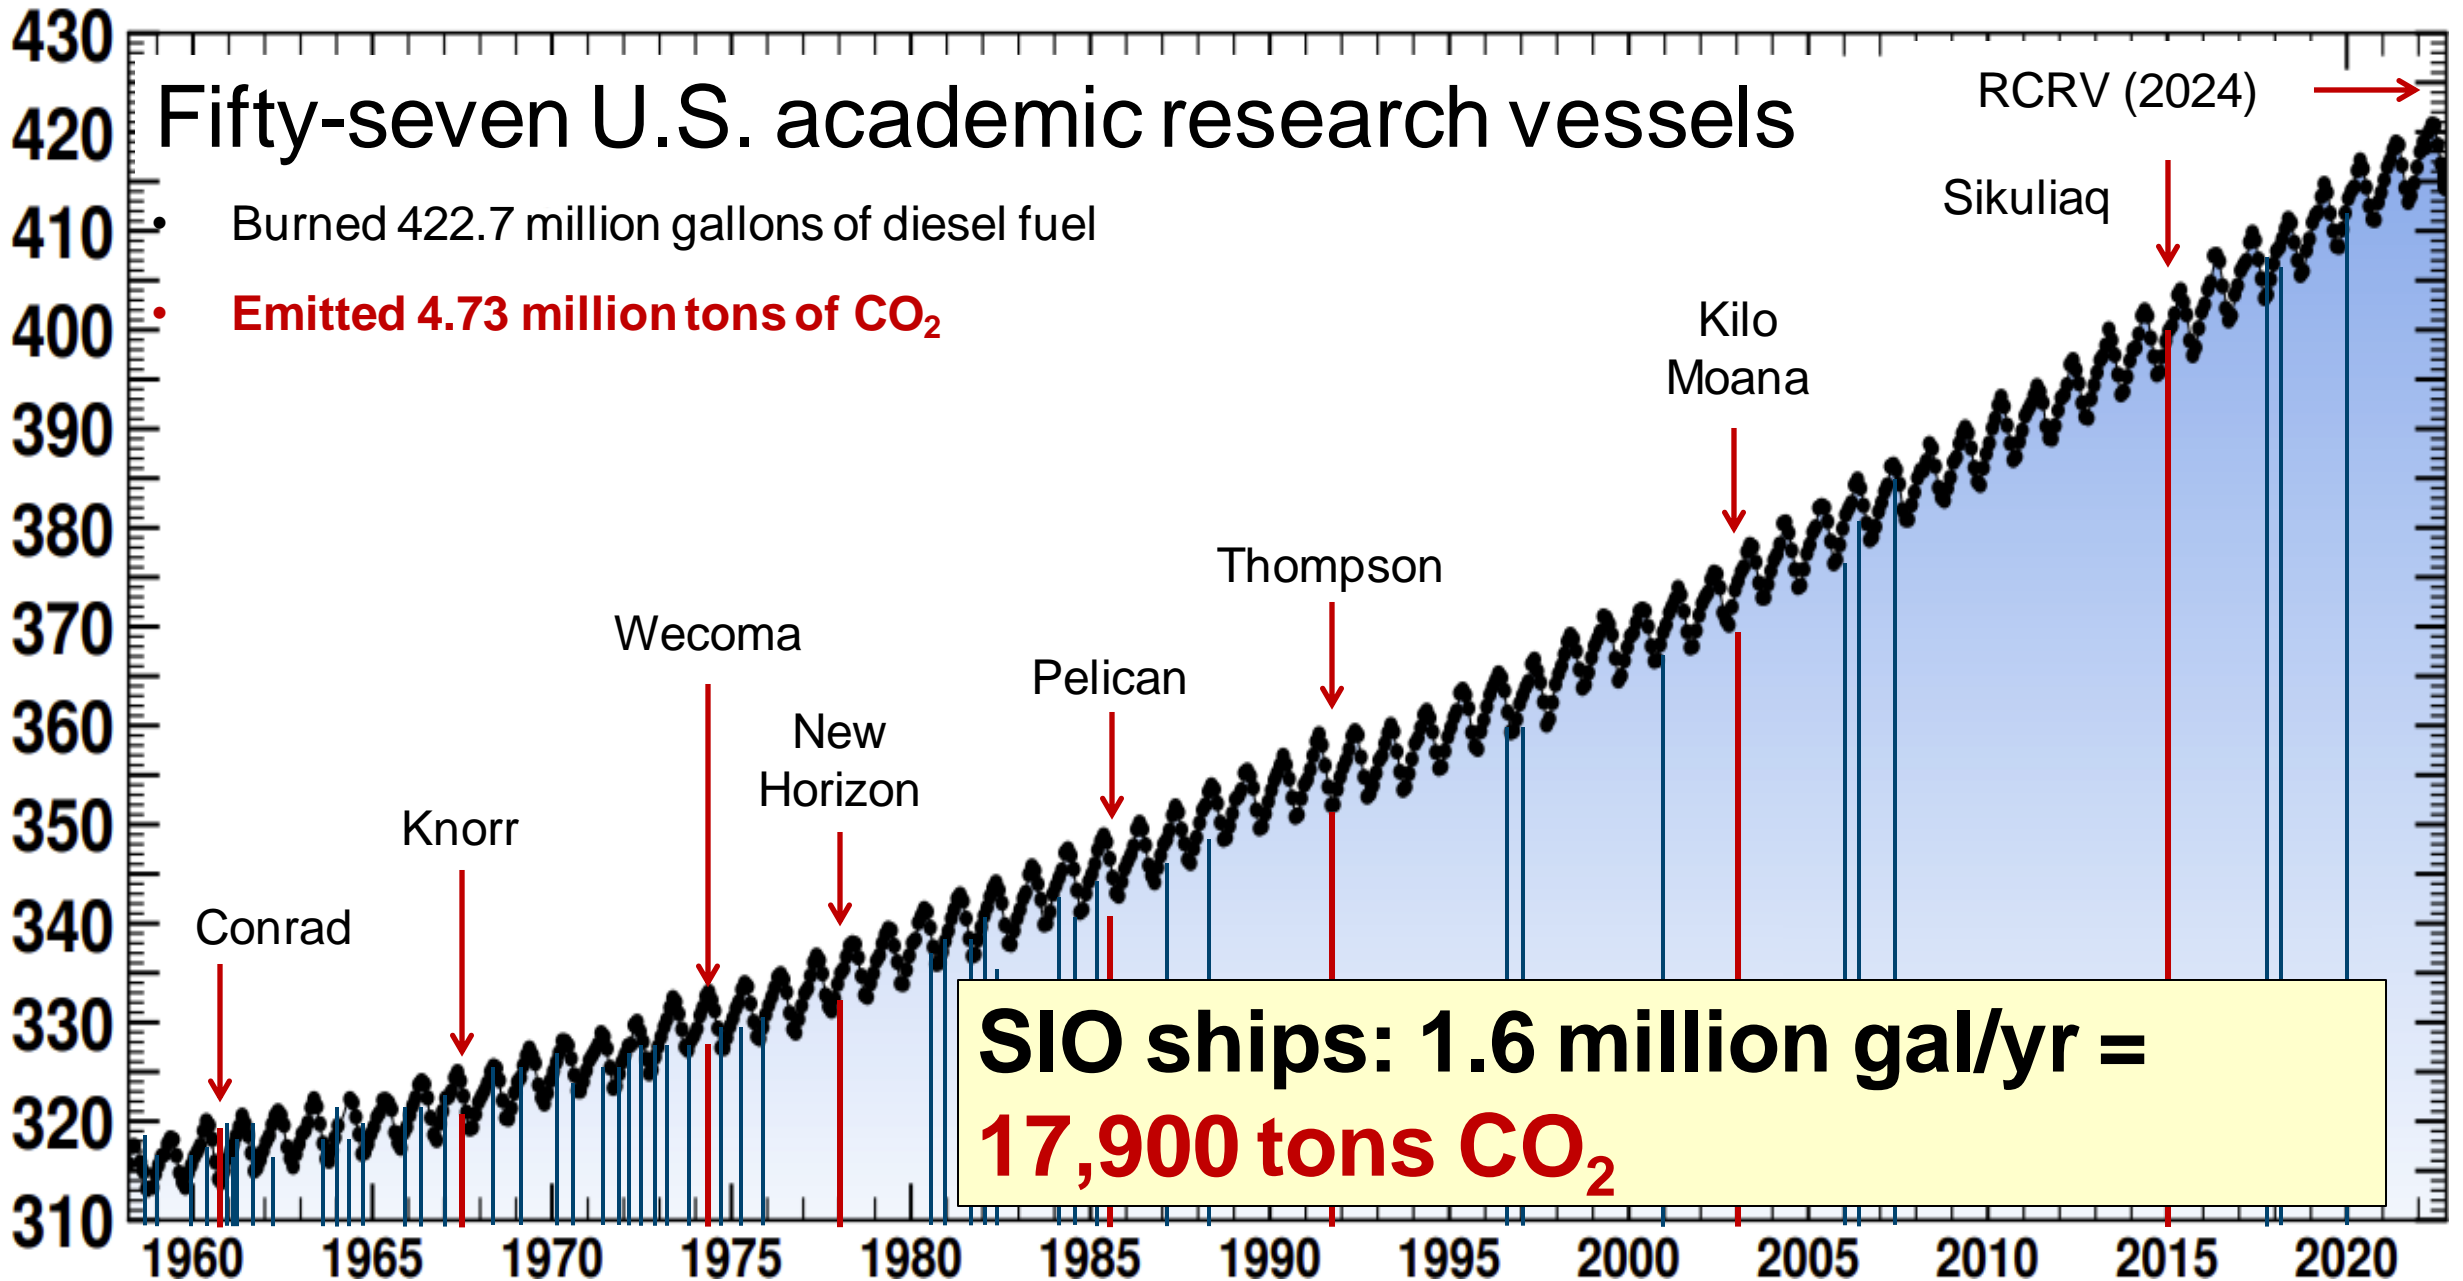 Fifty-seven U.S. academic research vessels
• Burned 422.7 million gallons of diesel fuel
• Emitted 4.73 million tons of CO₂
RCRV (2024)
Sikuliaq
Kilo
Moana
Thompson
Wecoma
Pelican
New
Horizon
Knorr
Conrad
SIO ships: 1.6 million gal/yr =
17,900 tons CO₂
430
420
410
400
390
380
370
360
350
340
330
320
310
1960 1965 1970 1975 1980 1985 1990 1995 2000 2005 2010 2015 2020